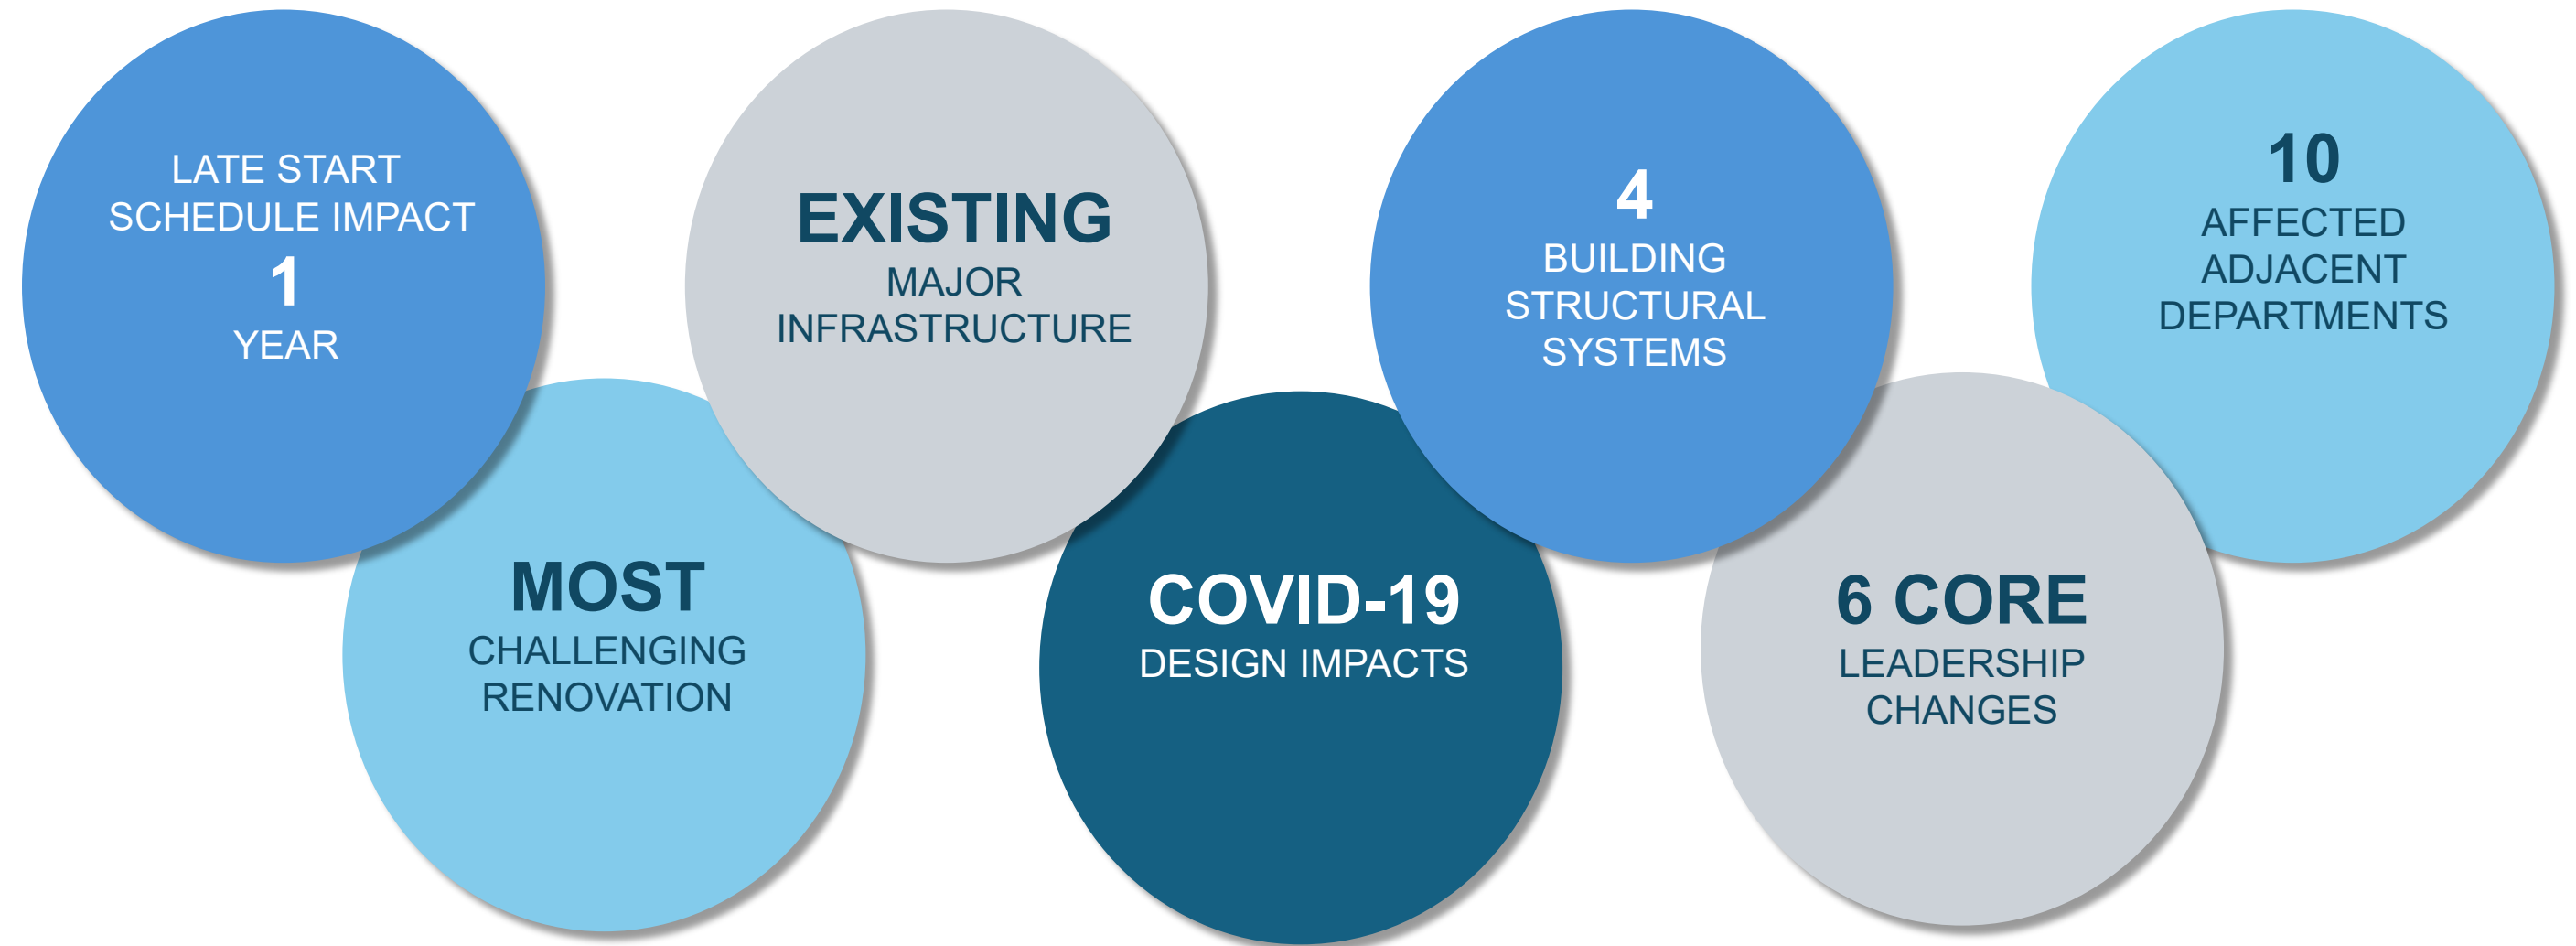 LATE START
SCHEDULE IMPACT
1
YEAR
MOST
CHALLENGING
RENOVATION
EXISTING
MAJOR
INFRASTRUCTURE
COVID-19
DESIGN IMPACTS
4
BUILDING
STRUCTURAL
SYSTEMS
6 CORE
LEADERSHIP
CHANGES
10
AFFECTED
ADJACENT
DEPARTMENTS